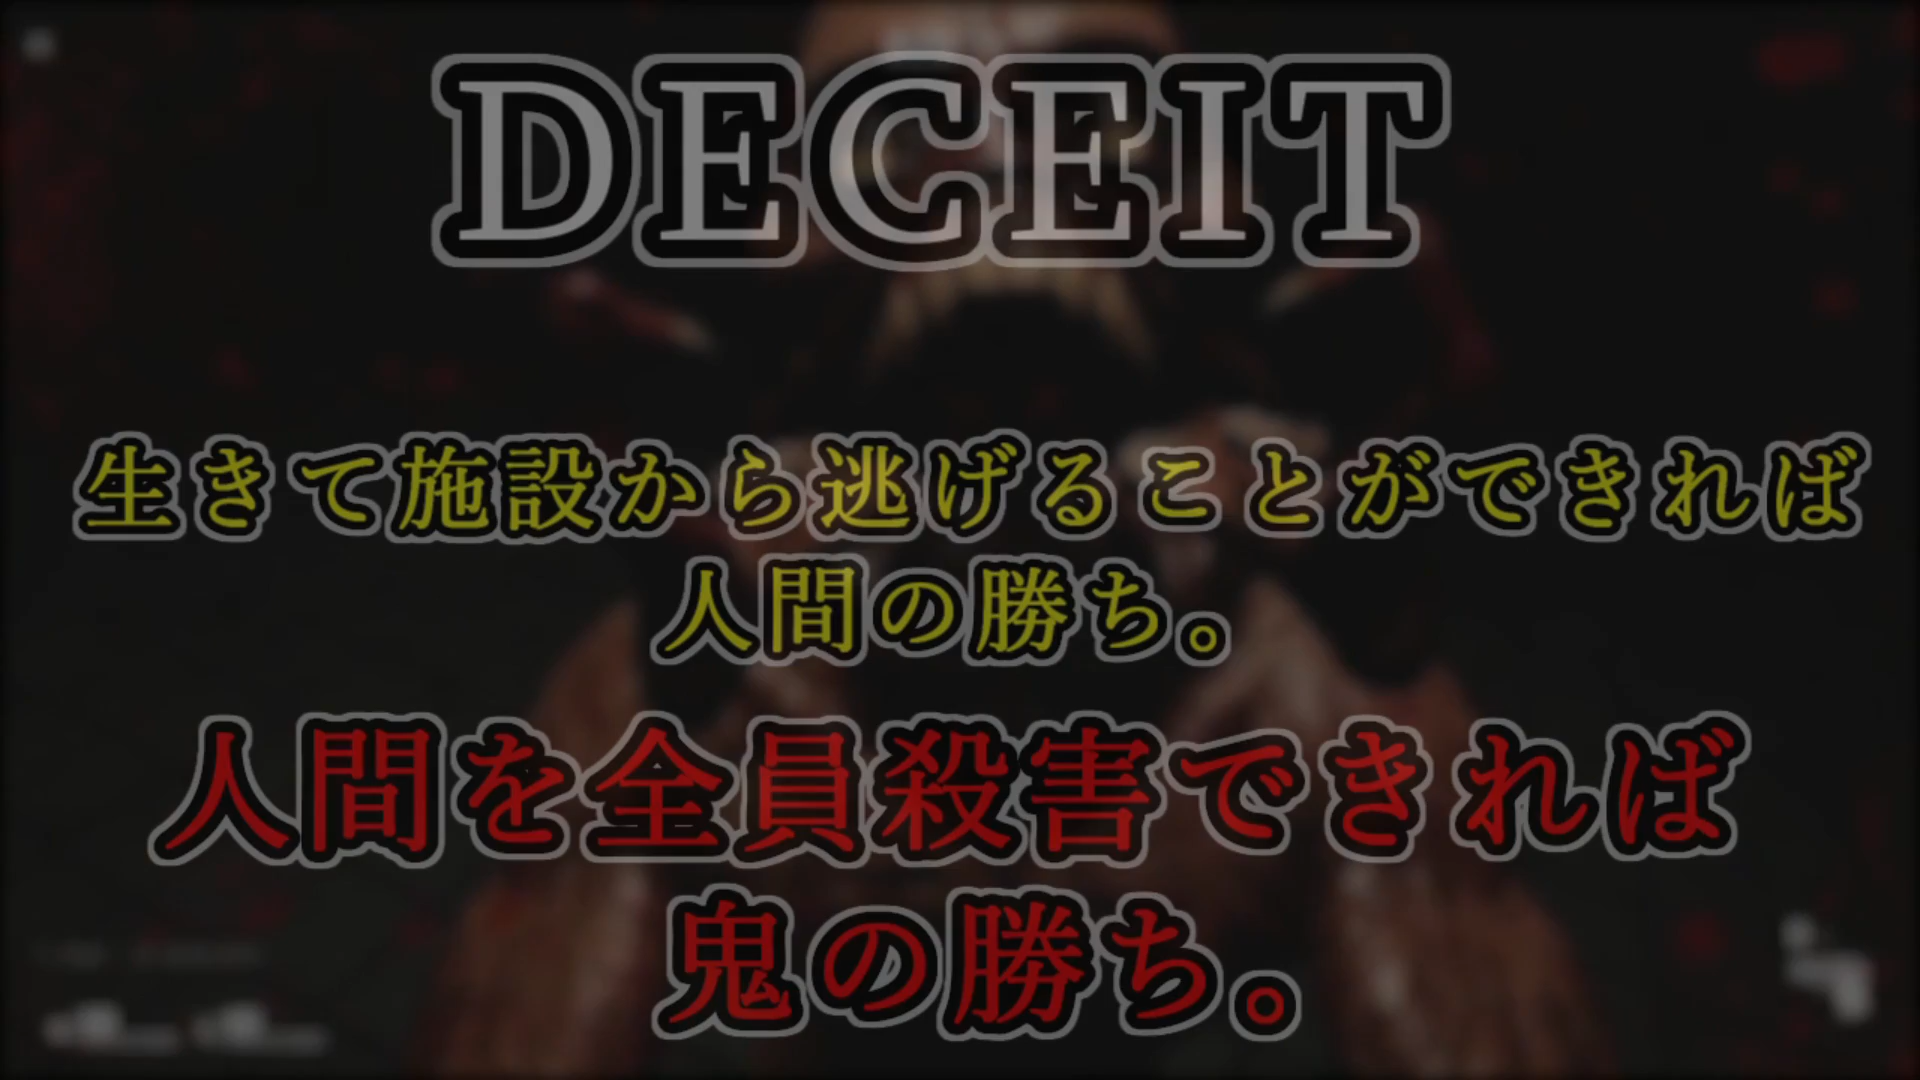 DECEIT
生きて施設から逃げることができれば
人間の勝ち。
人間を全員殺害できれば
鬼の勝ち。